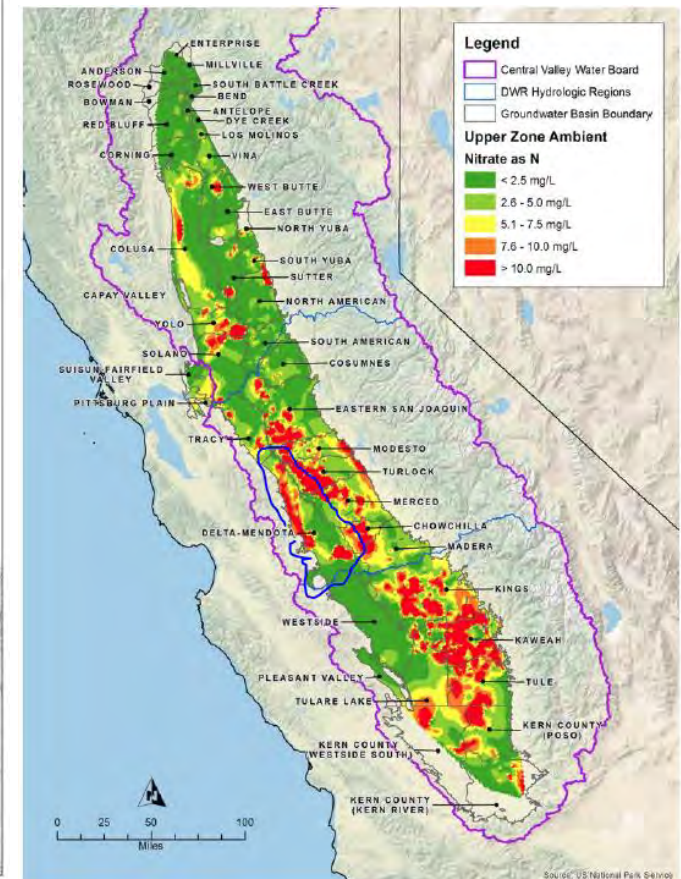 Legend
Central Valley Water Board
DWR Hydrologic Regions
Groundwater Basin Boundary
Upper Zone Ambient
Nitrate as N
< 2.5 mg/L
2.6 - 5.0 mg/L
5.1 - 7.5 mg/L
7.6 - 10.0 mg/L
> 10.0 mg/L
ENTERPRISE
MILLVILLE
ANDERSON
ROSEWOOD
SOUTH BATTLE CREEK
BEND
BOWMAN
ANTELOPE
DYE CREEK
RED BLUFF
LOS MOLINOS
CORNING
VINA
WEST BUTTE
EAST BUTTE
NORTH YUBA
COLUSA
SOUTH YUBA
SUTTER
CAPAY VALLEY
NORTH AMERICAN
YOLO
SOUTH AMERICAN
SOLANO
COSUMNES
SUISUN-FAIRFIELD
VALLEY
PITTSBURG PLAIN
EASTERN SAN JOAQUIN
TRACY
MODESTO
TURLOCK
MERCED
CHOWCHILLA
DELTA-MENDOTA
MADERA
KINGS
WESTSIDE
KAWEAH
PLEASANT VALLEY
TULE
TULARE LAKE
KERN COUNTY
(POSO)
KERN COUNTY
(WESTSIDE SOUTH)
KERN COUNTY
(KERN RIVER)
N
0 25 50 100
Miles
Source: US National Park Service